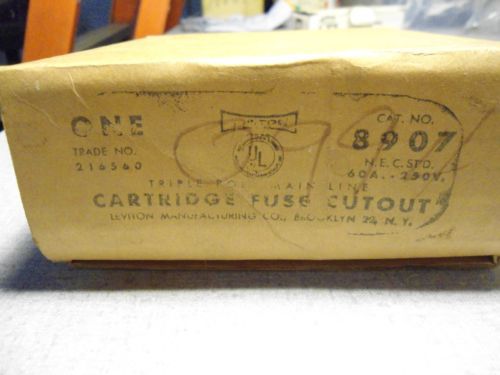 ONE
TRADE NO.
216560
UL
CAT. NO.
8907
N.E.C. STD.
60A.-250V.
TRIPLE POLE MAIN LINE
CARTRIDGE FUSE CUTOUT
LEVITON MANUFACTURING CO., BROOKLYN 22, N.Y.